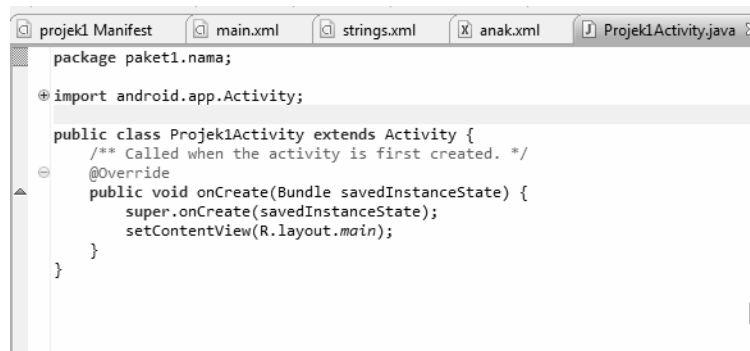 projek1 Manifest main.xml strings.xml anak.xml Projek1Activity.java
package paket1.nama;
import android.app.Activity;
public class Projek1Activity extends Activity {
/** Called when the activity is first created. */
@Override
public void onCreate(Bundle savedInstanceState) {
super.onCreate(savedInstanceState);
setContentView(R.layout.main);
}
}